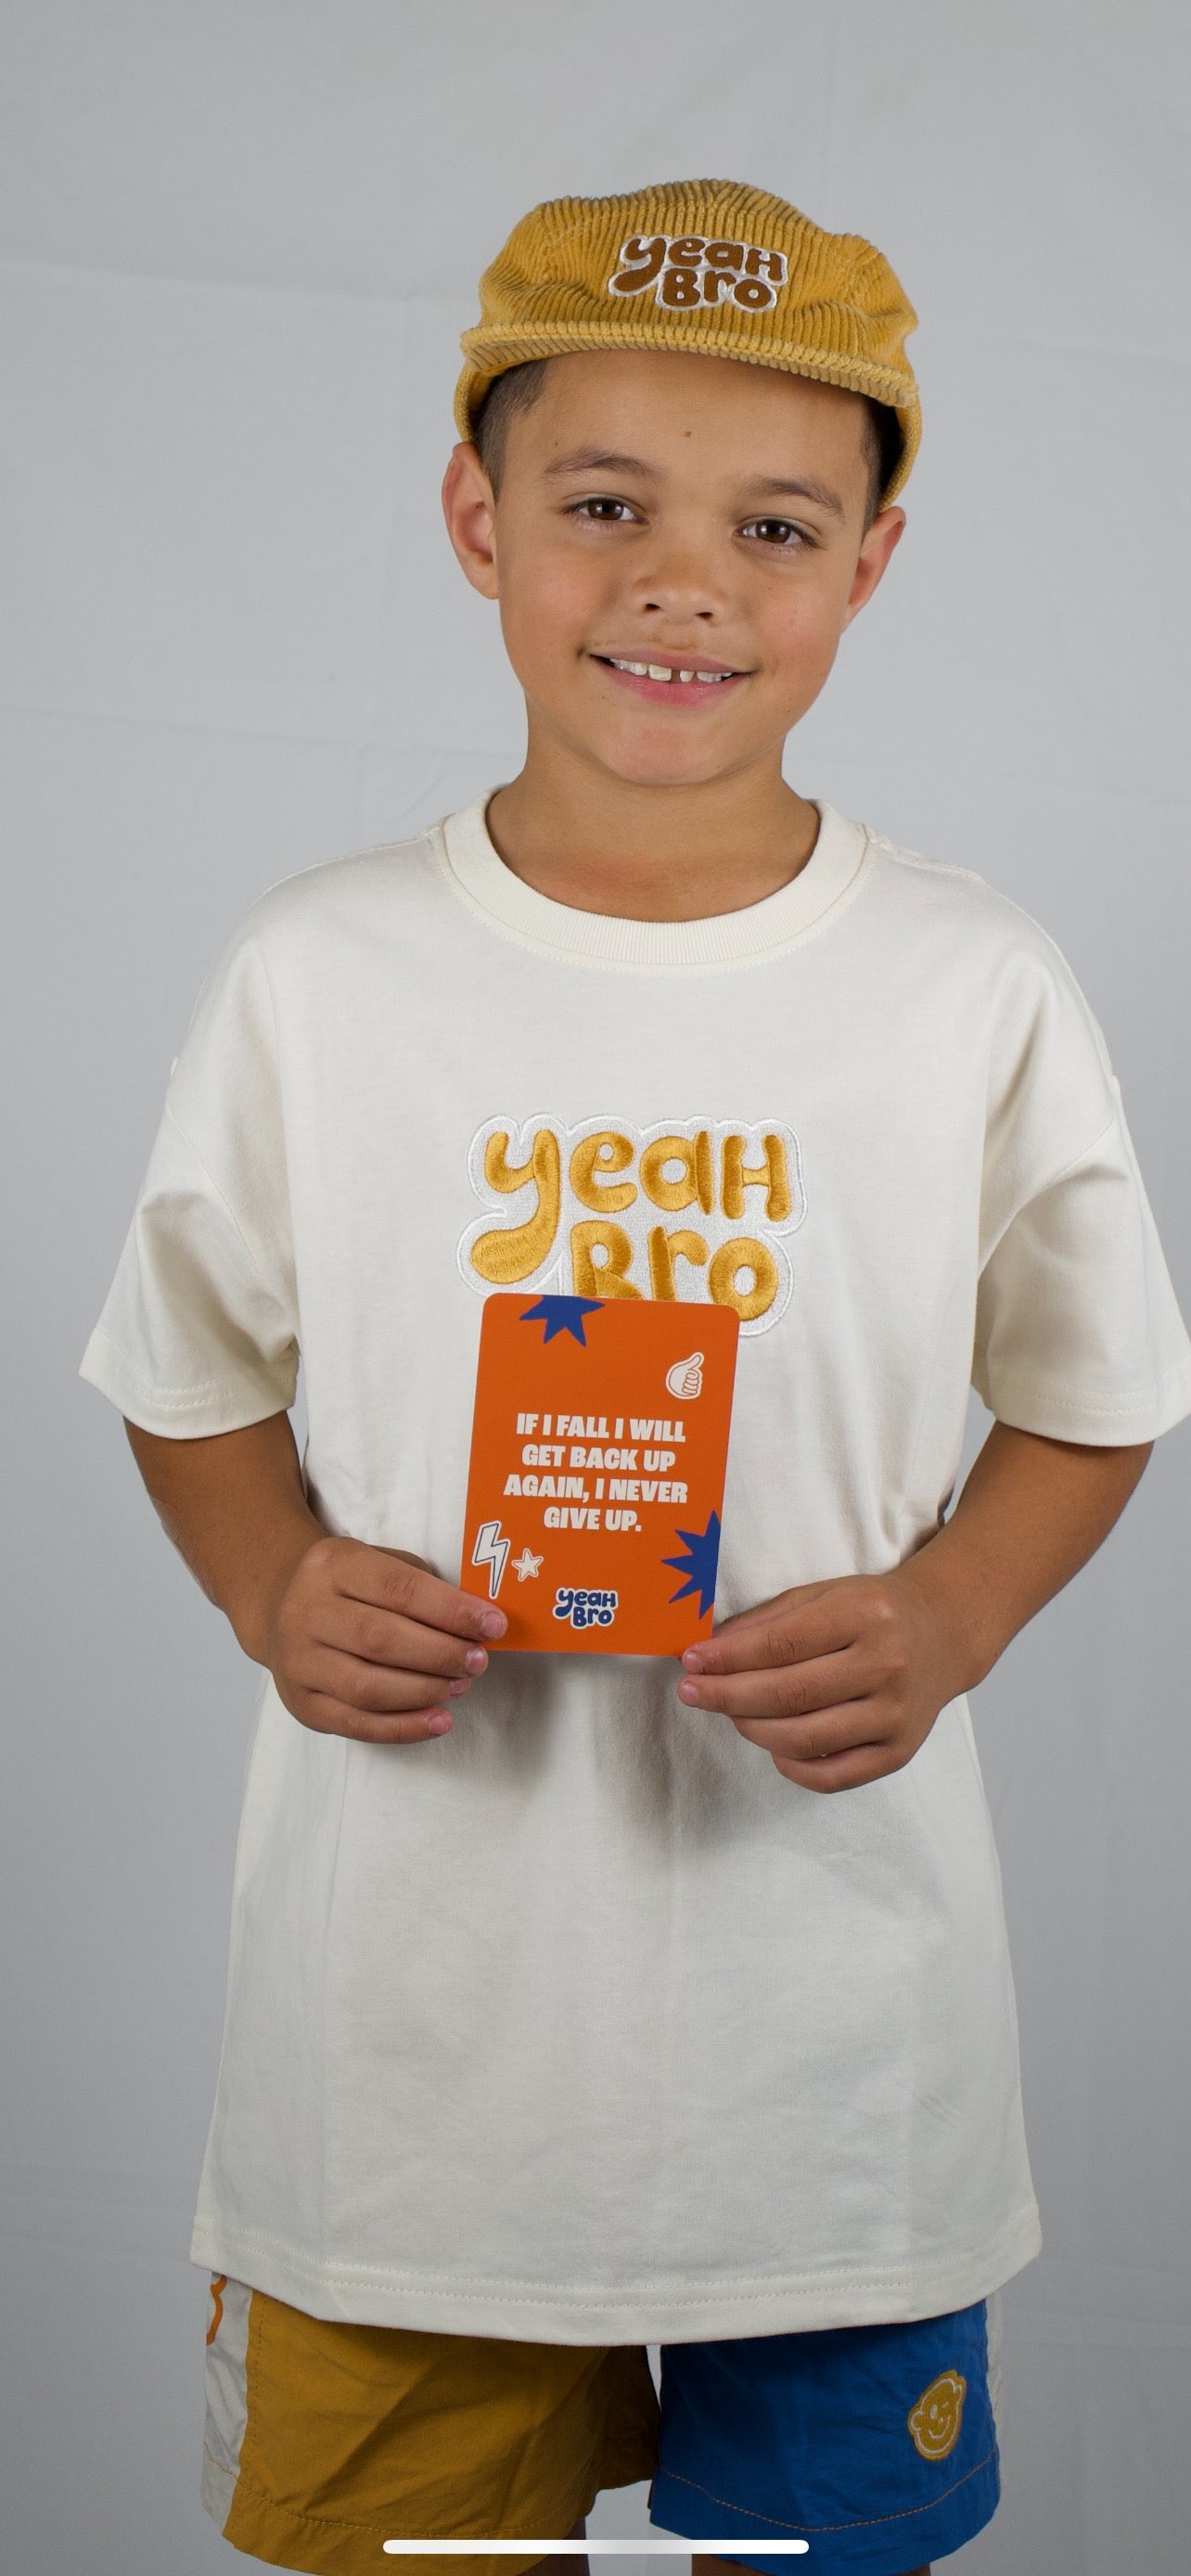 yeaH
Bro
yeaH
Bro
IF I FALL I WILL
GET BACK UP
AGAIN, I NEVER
GIVE UP.
yeaH
Bro